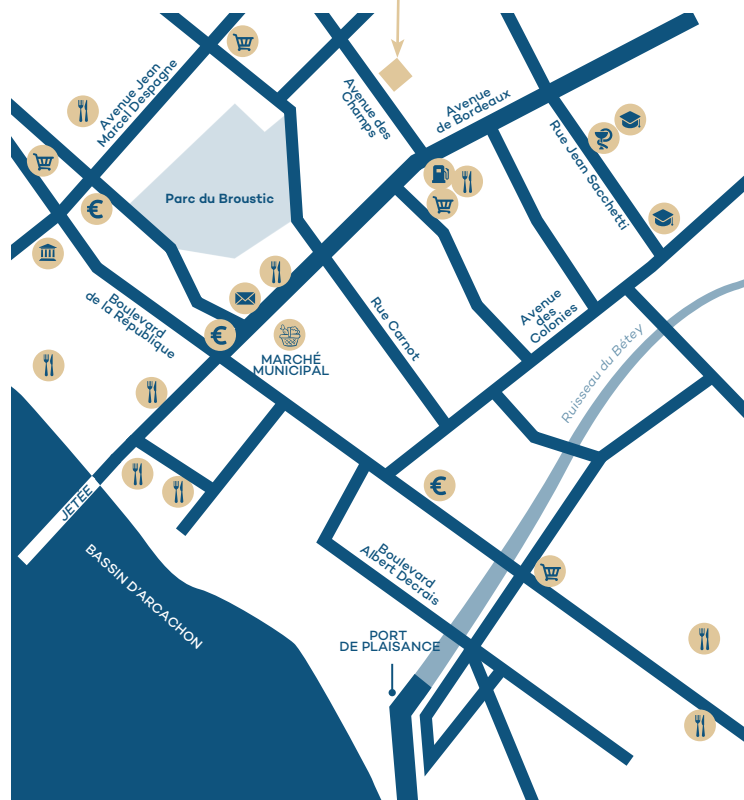 Avenue Jean
Marcel Despagne
Avenue des
Champs
Avenue
de Bordeaux
Rue Jean Sacchetti
Parc du Broustic
€
Boulevard
de la République
€
MARCHÉ
MUNICIPAL
Rue Carnot
Avenue
des
Colonies
Ruisseau du Bétey
JETÉE
BASSIN D'ARCACHON
€
Boulevard
Albert Decrais
PORT
DE PLAISANCE